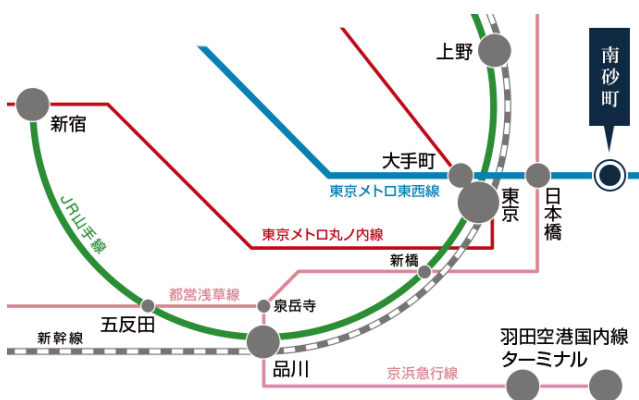 上野
南砂町
新宿
大手町
東京メトロ東西線
東京
日本橋
JR山手線
東京メトロ丸ノ内線
新橋
都営浅草線
泉岳寺
五反田
新幹線
品川
羽田空港国内線
ターミナル
京浜急行線